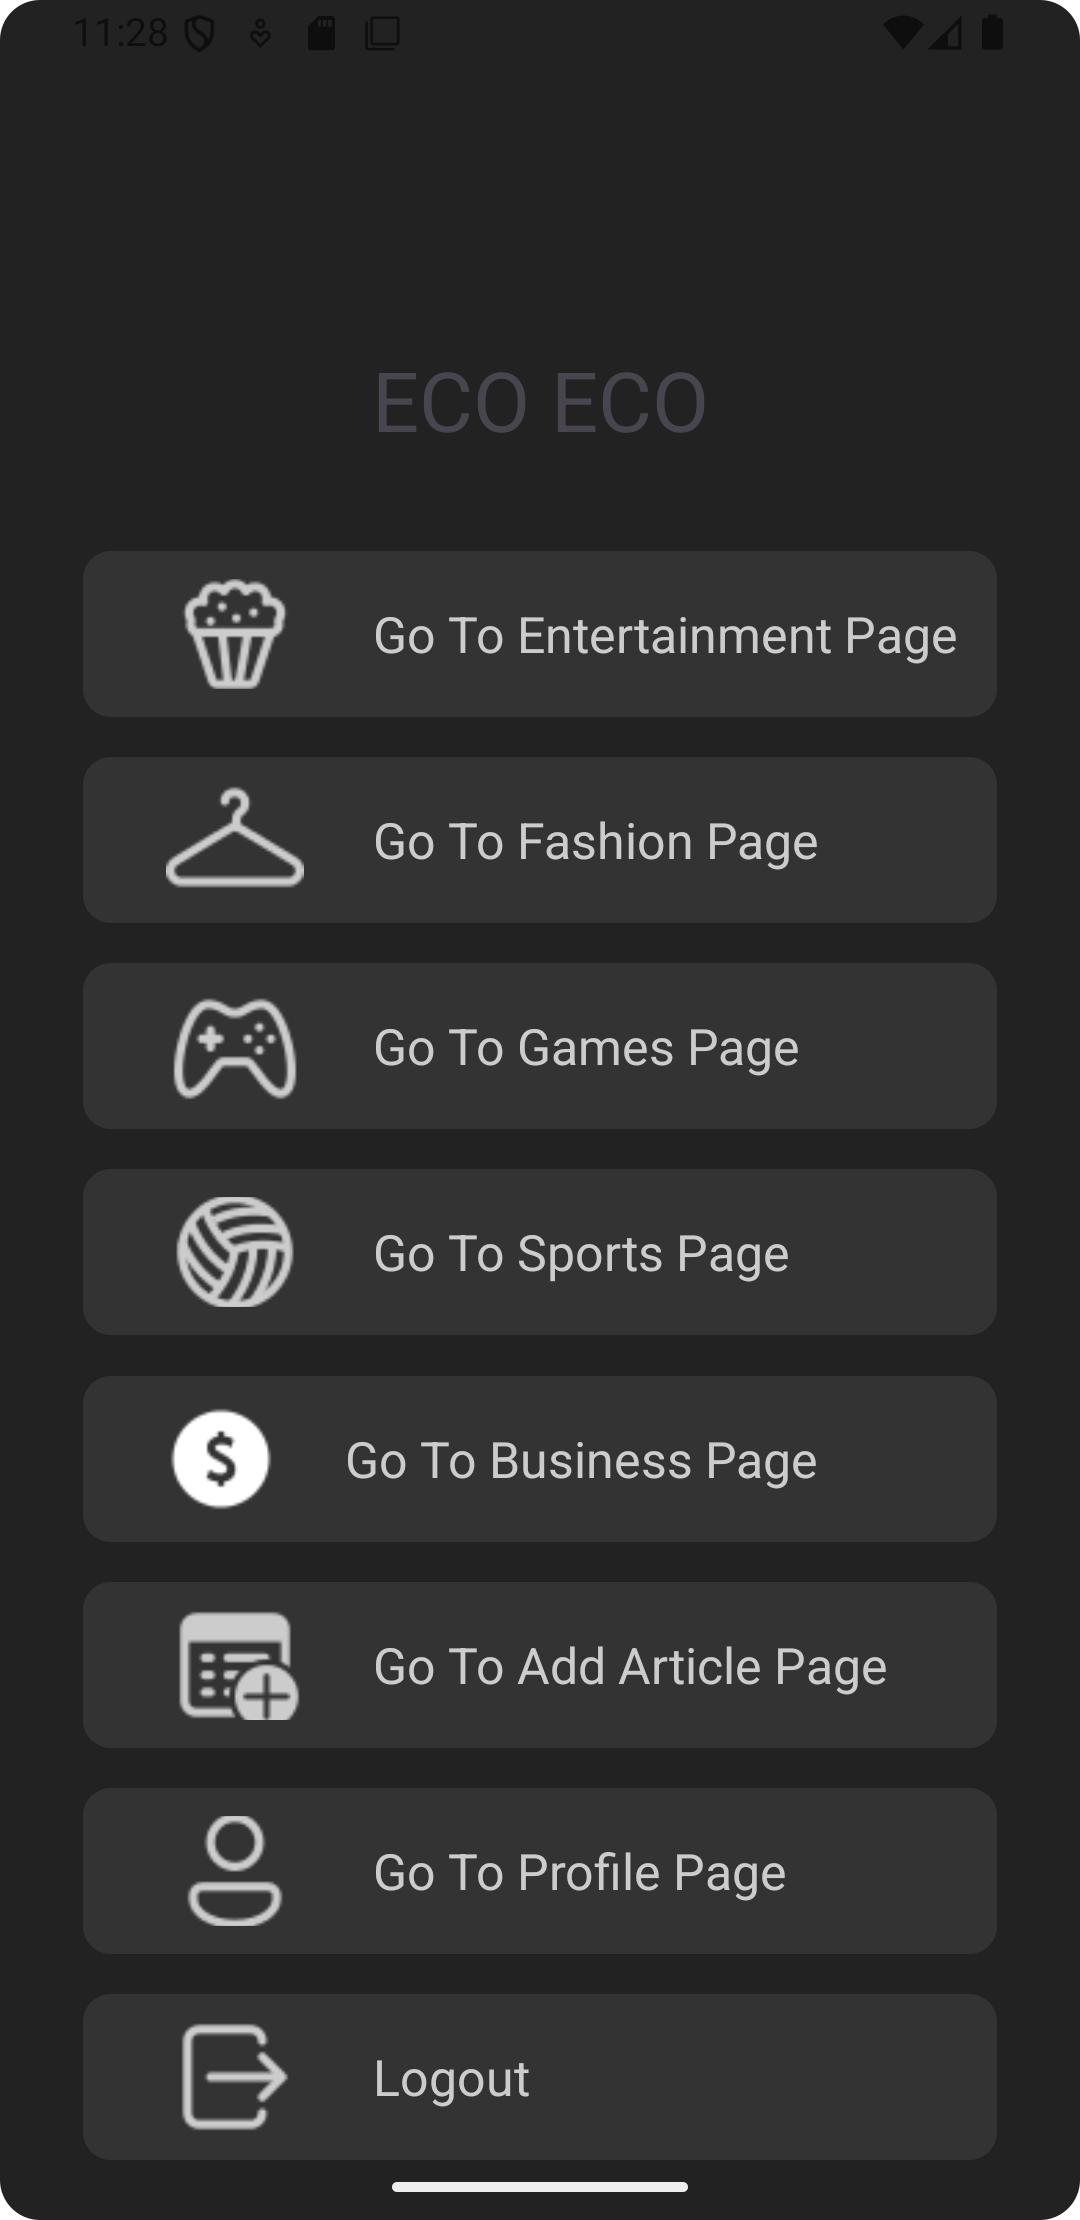 11:28
ECO ECO
Go To Entertainment Page
Go To Fashion Page
Go To Games Page
Go To Sports Page
$ Go To Business Page
Go To Add Article Page
Go To Profile Page
Logout